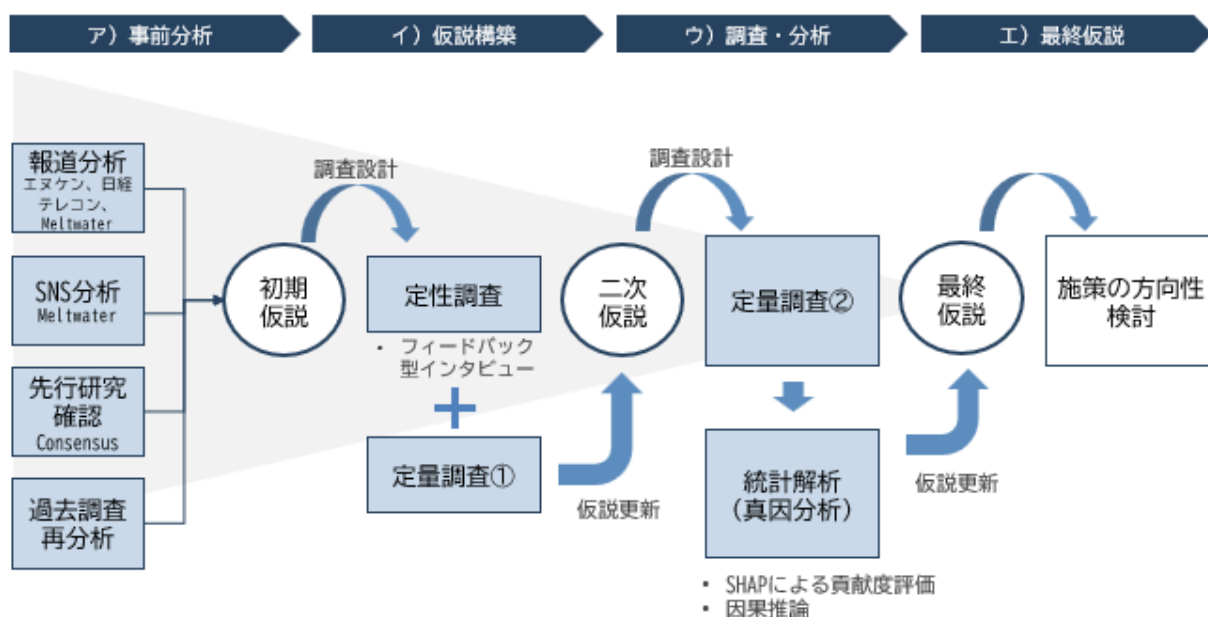 ア）事前分析
イ）仮説構築
ウ）調査・分析
エ）最終仮説
報道分析
エヌケン、日経
テレコン、
Meltwater
SNS分析
Meltwater
先行研究
確認
Consensus
過去調査
再分析
初期
仮説
調査設計
定性調査
• フィードバック
型インタビュー
＋
定量調査①
仮説更新
二次
仮説
調査設計
定量調査②
統計解析
（真因分析）
• SHAPによる貢献度評価
• 因果推論
仮説更新
最終
仮説
施策の方向性
検討